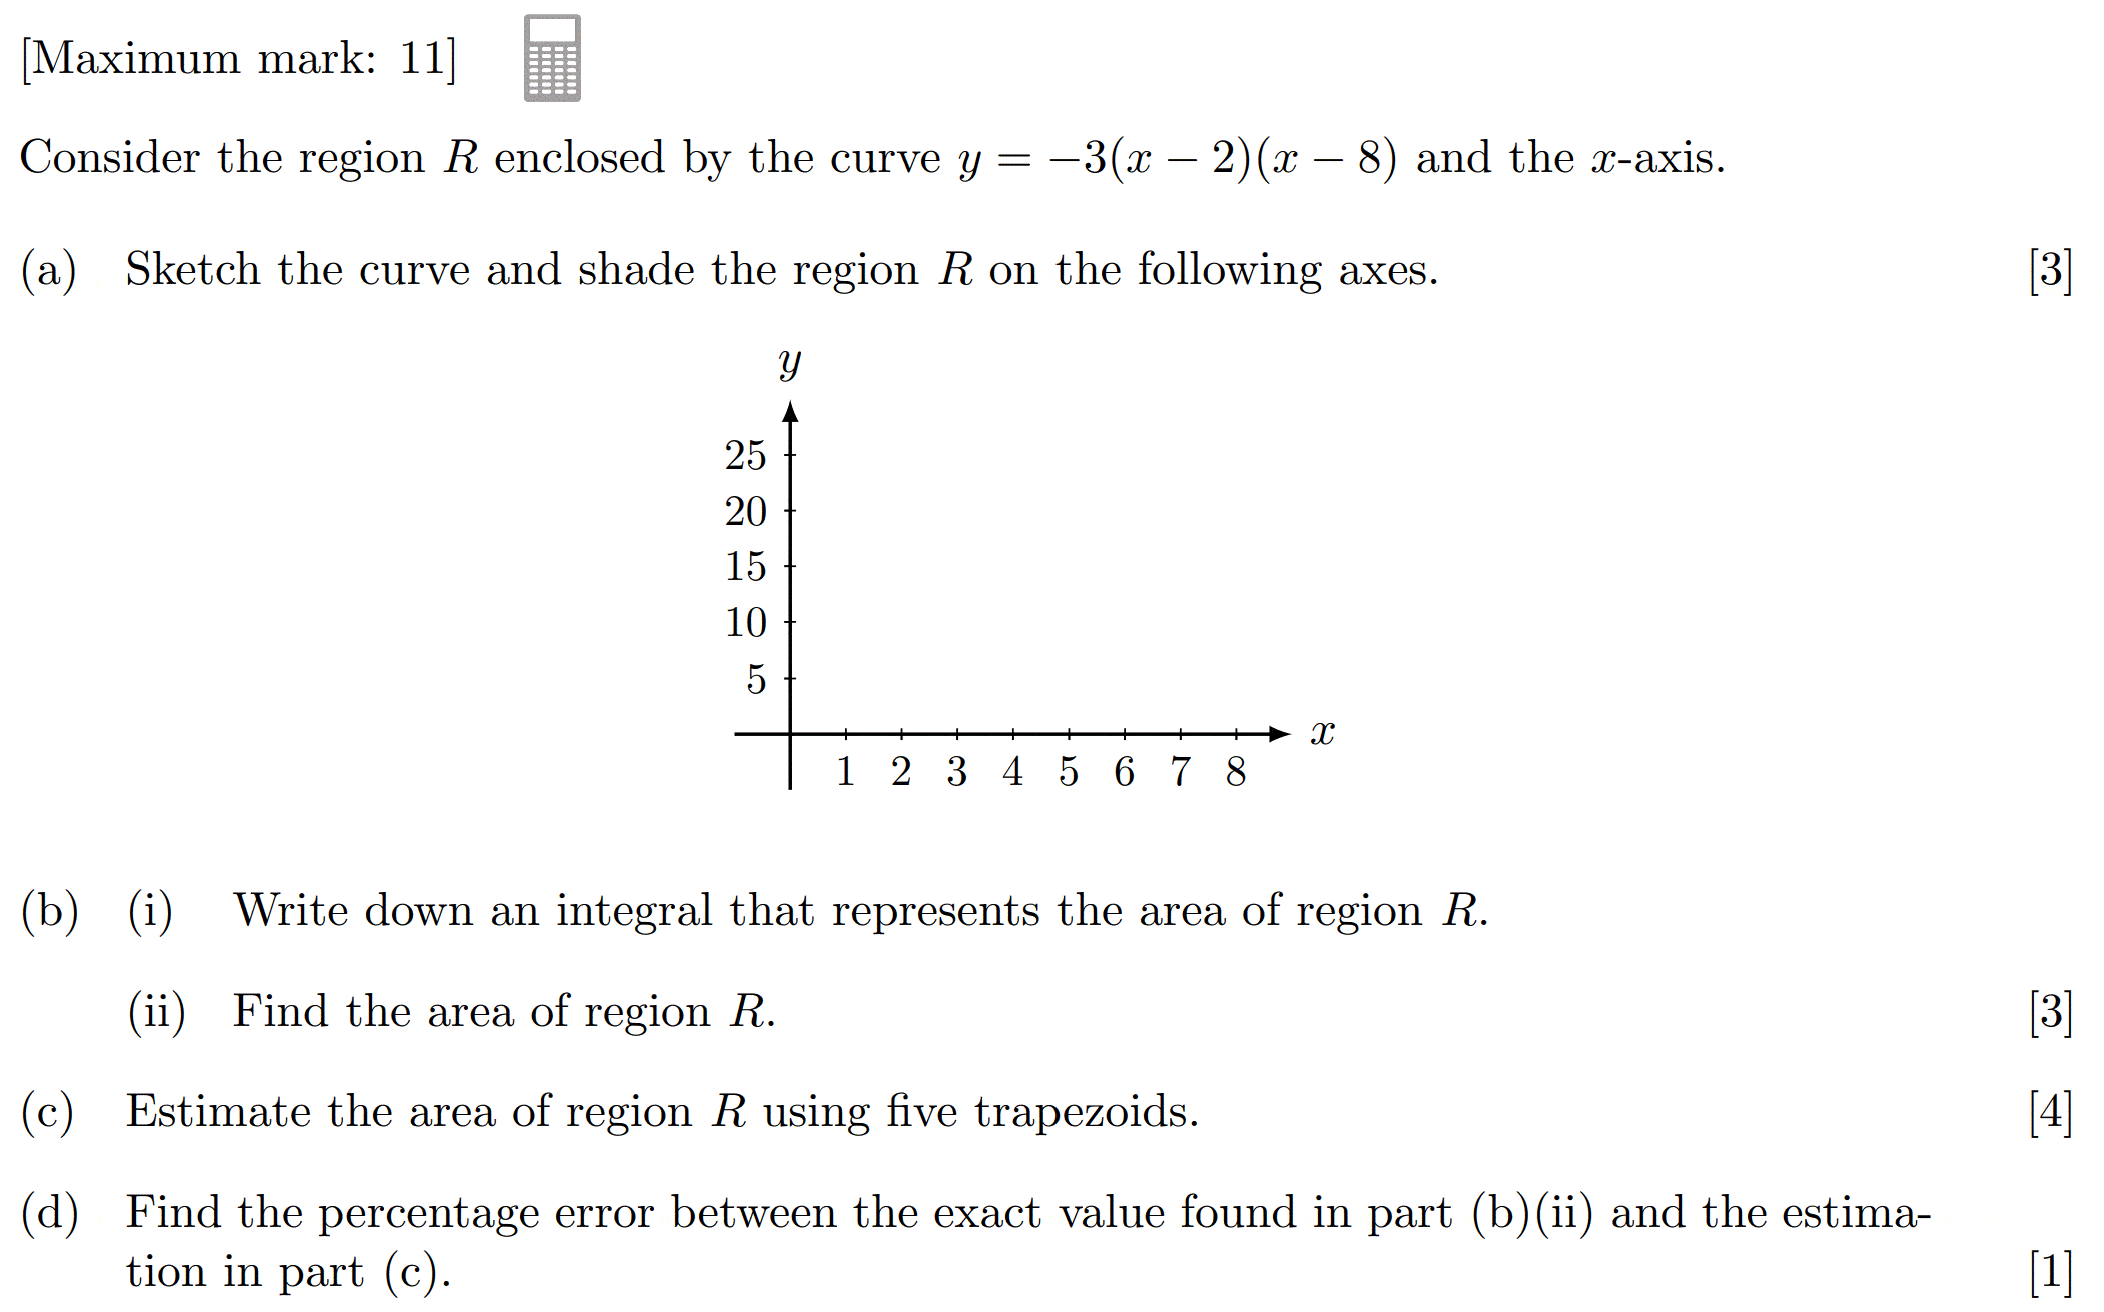 [Maximum mark: 11]
Consider the region R enclosed by the curve y = −3(x − 2)(x − 8) and the x-axis.
(a) Sketch the curve and shade the region R on the following axes. [3]
y
25
20
15
10
5
x
1 2 3 4 5 6 7 8
(b) (i) Write down an integral that represents the area of region R.
(ii) Find the area of region R. [3]
(c) Estimate the area of region R using five trapezoids. [4]
(d) Find the percentage error between the exact value found in part (b)(ii) and the estima-
tion in part (c). [1]